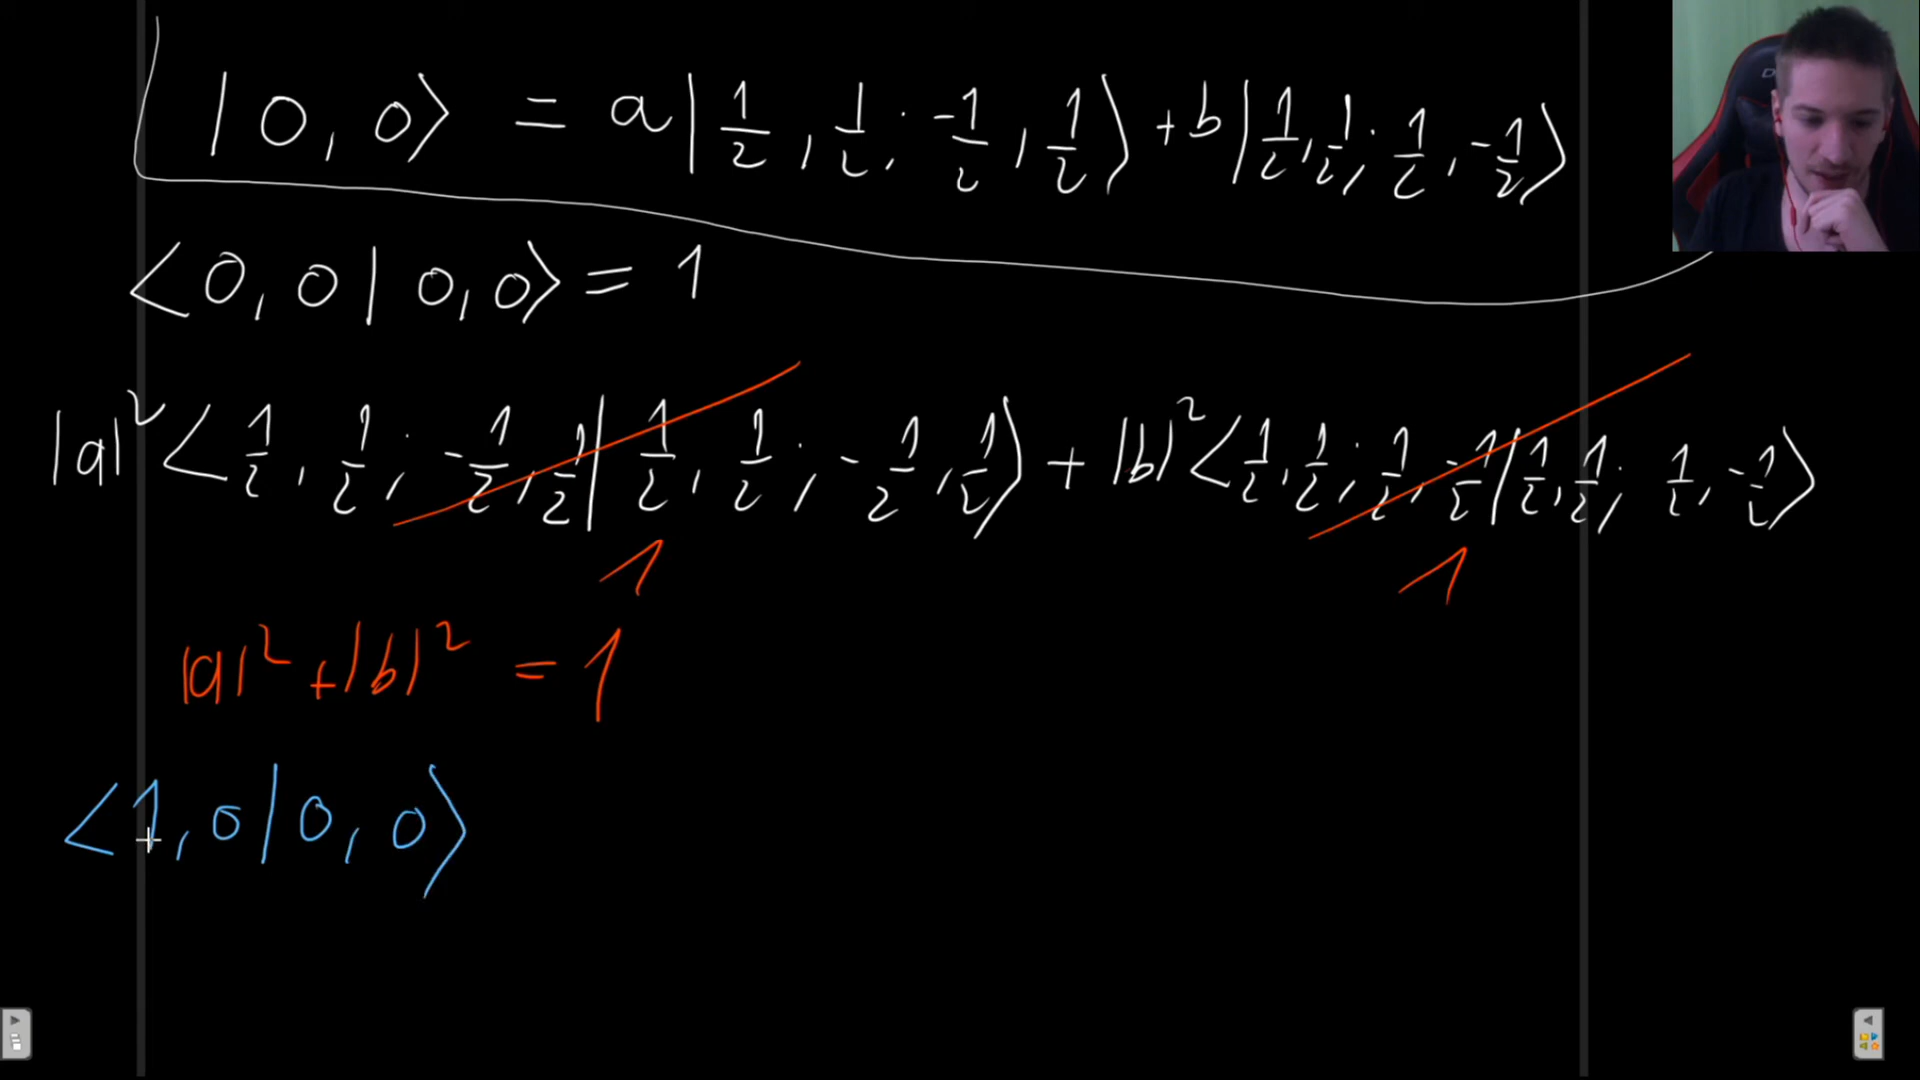 |0, 0⟩ = a|1/2, 1/2; -1/2, 1/2⟩ + b|1/2, 1/2; 1/2, -1/2⟩
⟨0, 0|0, 0⟩ = 1
|a|² ⟨1/2, 1/2; -1/2, 1/2|1/2, 1/2; -1/2, 1/2⟩ + |b|² ⟨1/2, 1/2; 1/2, -1/2|1/2, 1/2; 1/2, -1/2⟩
1 1
|a|² + |b|² = 1
⟨1, 0|0, 0⟩